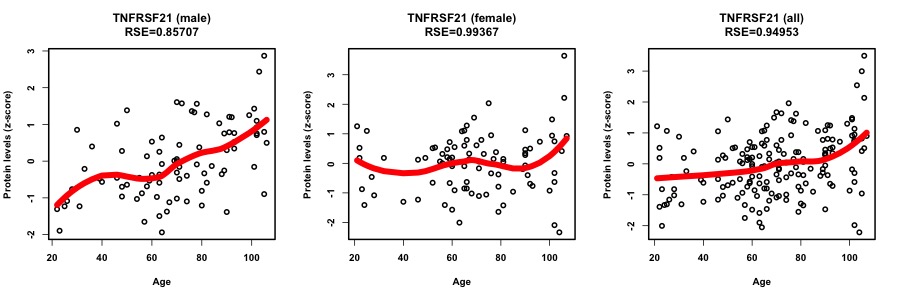 TNFRSF21 (male)
RSE=0.85707
Protein levels (z-score)
3
2
1
0
-1
-2
20 40 60 80 100
Age
TNFRSF21 (female)
RSE=0.99367
Protein levels (z-score)
3
2
1
0
-1
-2
20 40 60 80 100
Age
TNFRSF21 (all)
RSE=0.94953
Protein levels (z-score)
3
2
1
0
-1
-2
20 40 60 80 100
Age